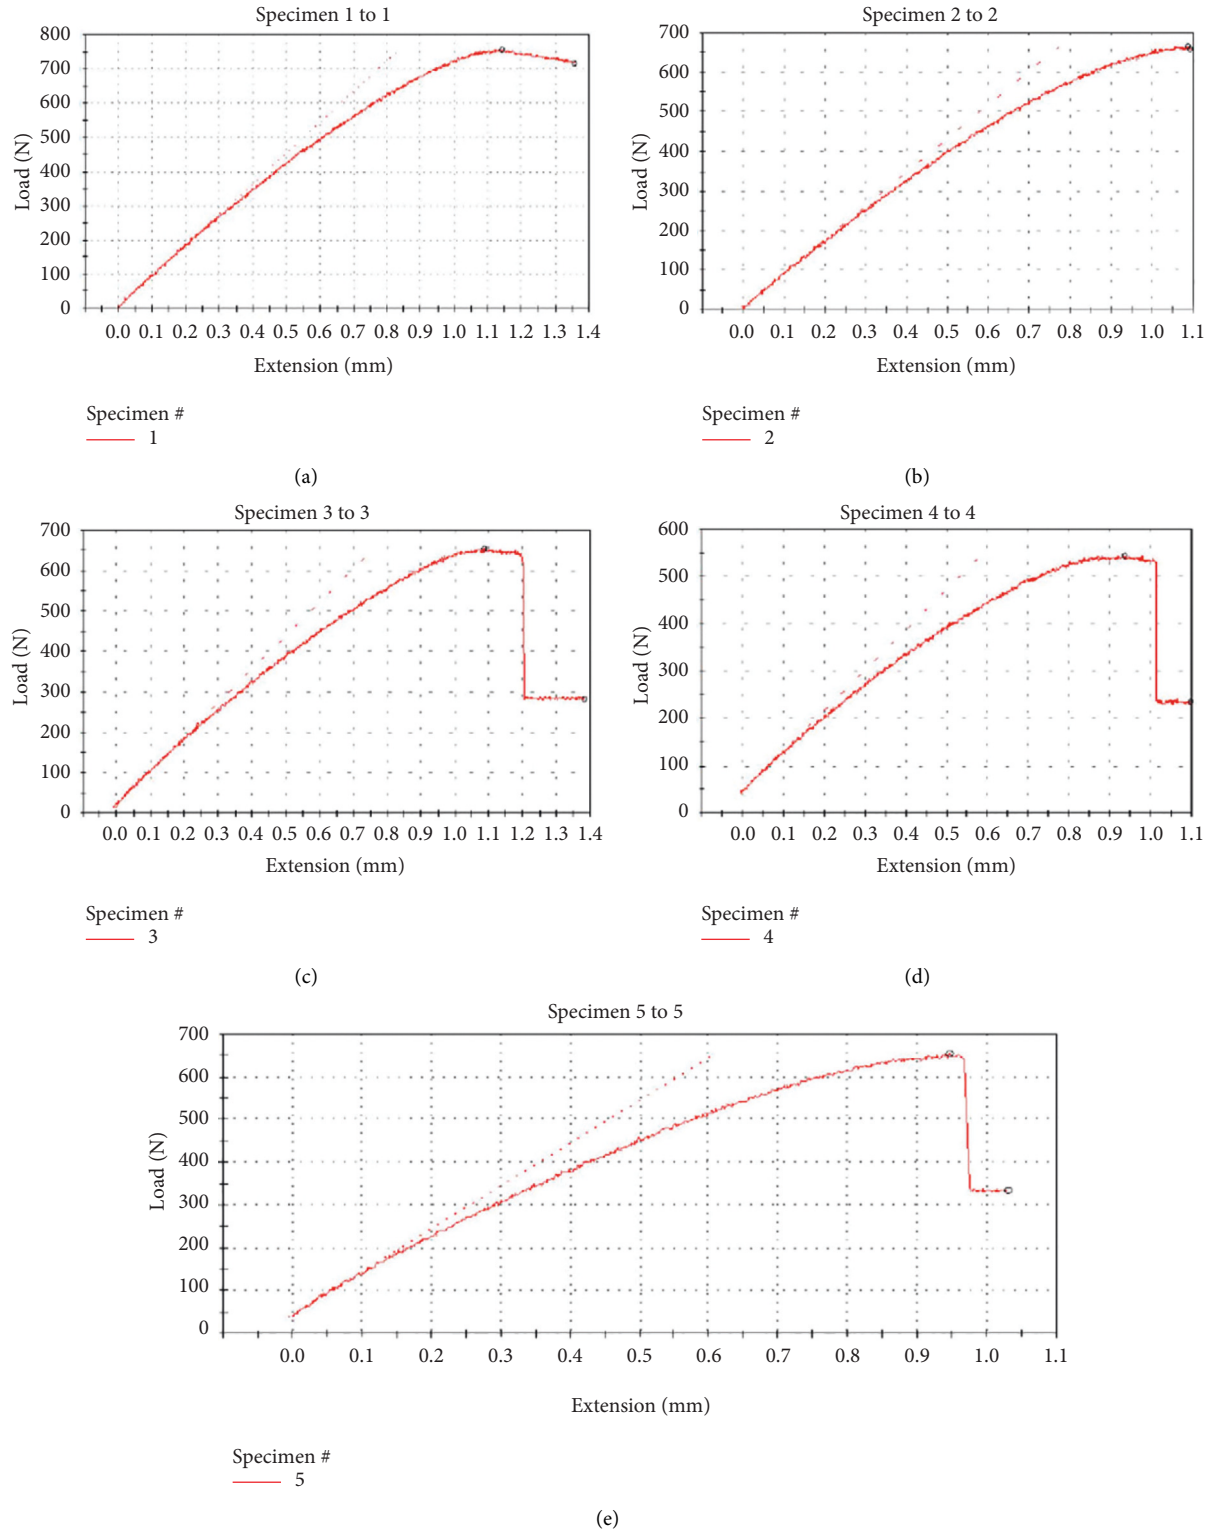 Specimen 1 to 1
800
700
600
500
400
300
200
100
0
Load (N)
0.0 0.1 0.2 0.3 0.4 0.5 0.6 0.7 0.8 0.9 1.0 1.1 1.2 1.3 1.4
Extension (mm)
Specimen #
1
(a)
Specimen 2 to 2
700
600
500
400
300
200
100
0
Load (N)
0.0 0.1 0.2 0.3 0.4 0.5 0.6 0.7 0.8 0.9 1.0 1.1
Extension (mm)
Specimen #
2
(b)
Specimen 3 to 3
700
600
500
400
300
200
100
0
Load (N)
0.0 0.1 0.2 0.3 0.4 0.5 0.6 0.7 0.8 0.9 1.0 1.1 1.2 1.3 1.4
Extension (mm)
Specimen #
3
(c)
Specimen 4 to 4
600
500
400
300
200
100
0
Load (N)
0.0 0.1 0.2 0.3 0.4 0.5 0.6 0.7 0.8 0.9 1.0 1.1
Extension (mm)
Specimen #
4
(d)
Specimen 5 to 5
700
600
500
400
300
200
100
0
Load (N)
0.0 0.1 0.2 0.3 0.4 0.5 0.6 0.7 0.8 0.9 1.0 1.1
Extension (mm)
Specimen #
5
(e)